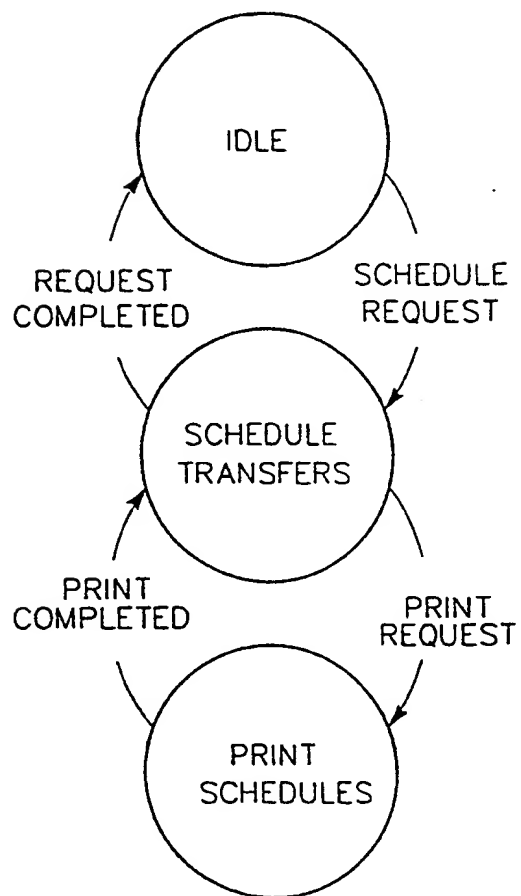 IDLE
REQUEST
COMPLETED
SCHEDULE
REQUEST
SCHEDULE
TRANSFERS
PRINT
COMPLETED
PRINT
REQUEST
PRINT
SCHEDULES